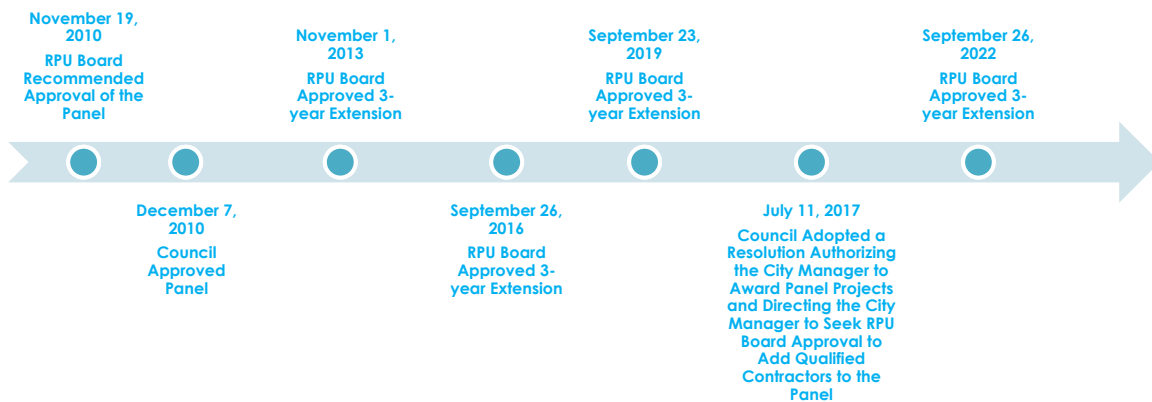 November 19,
2010
RPU Board
Recommended
Approval of the
Panel
December 7,
2010
Council
Approved
Panel
November 1,
2013
RPU Board
Approved 3-
year Extension
September 26,
2016
RPU Board
Approved 3-
year Extension
September 23,
2019
RPU Board
Approved 3-
year Extension
July 11, 2017
Council Adopted a
Resolution Authorizing
the City Manager to
Award Panel Projects
and Directing the City
Manager to Seek RPU
Board Approval to
Add Qualified
Contractors to the
Panel
September 26,
2022
RPU Board
Approved 3-
year Extension